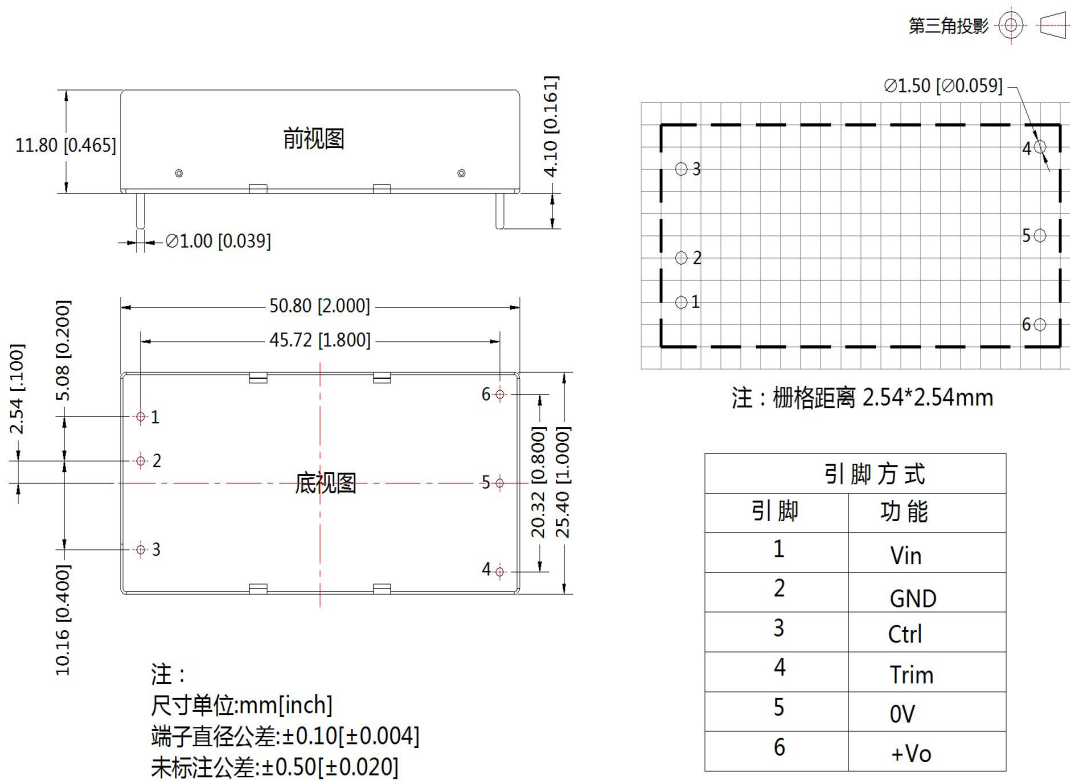 第三角投影
11.80 [0.465]
前视图
4.10 [0.161]
Ø1.00 [0.039]
Ø1.50 [Ø0.059]
4
3
5
2
1
6
注：栅格距离 2.54*2.54mm
50.80 [2.000]
45.72 [1.800]
2.54 [.100]
5.08 [0.200]
10.16 [0.400]
6
1
2
底视图
5
3
4
20.32 [0.800]
25.40 [1.000]
注：
尺寸单位:mm[inch]
端子直径公差:±0.10[±0.004]
未标注公差:±0.50[±0.020]
引脚方式
引脚 功能
1 Vin
2 GND
3 Ctrl
4 Trim
5 0V
6 +Vo